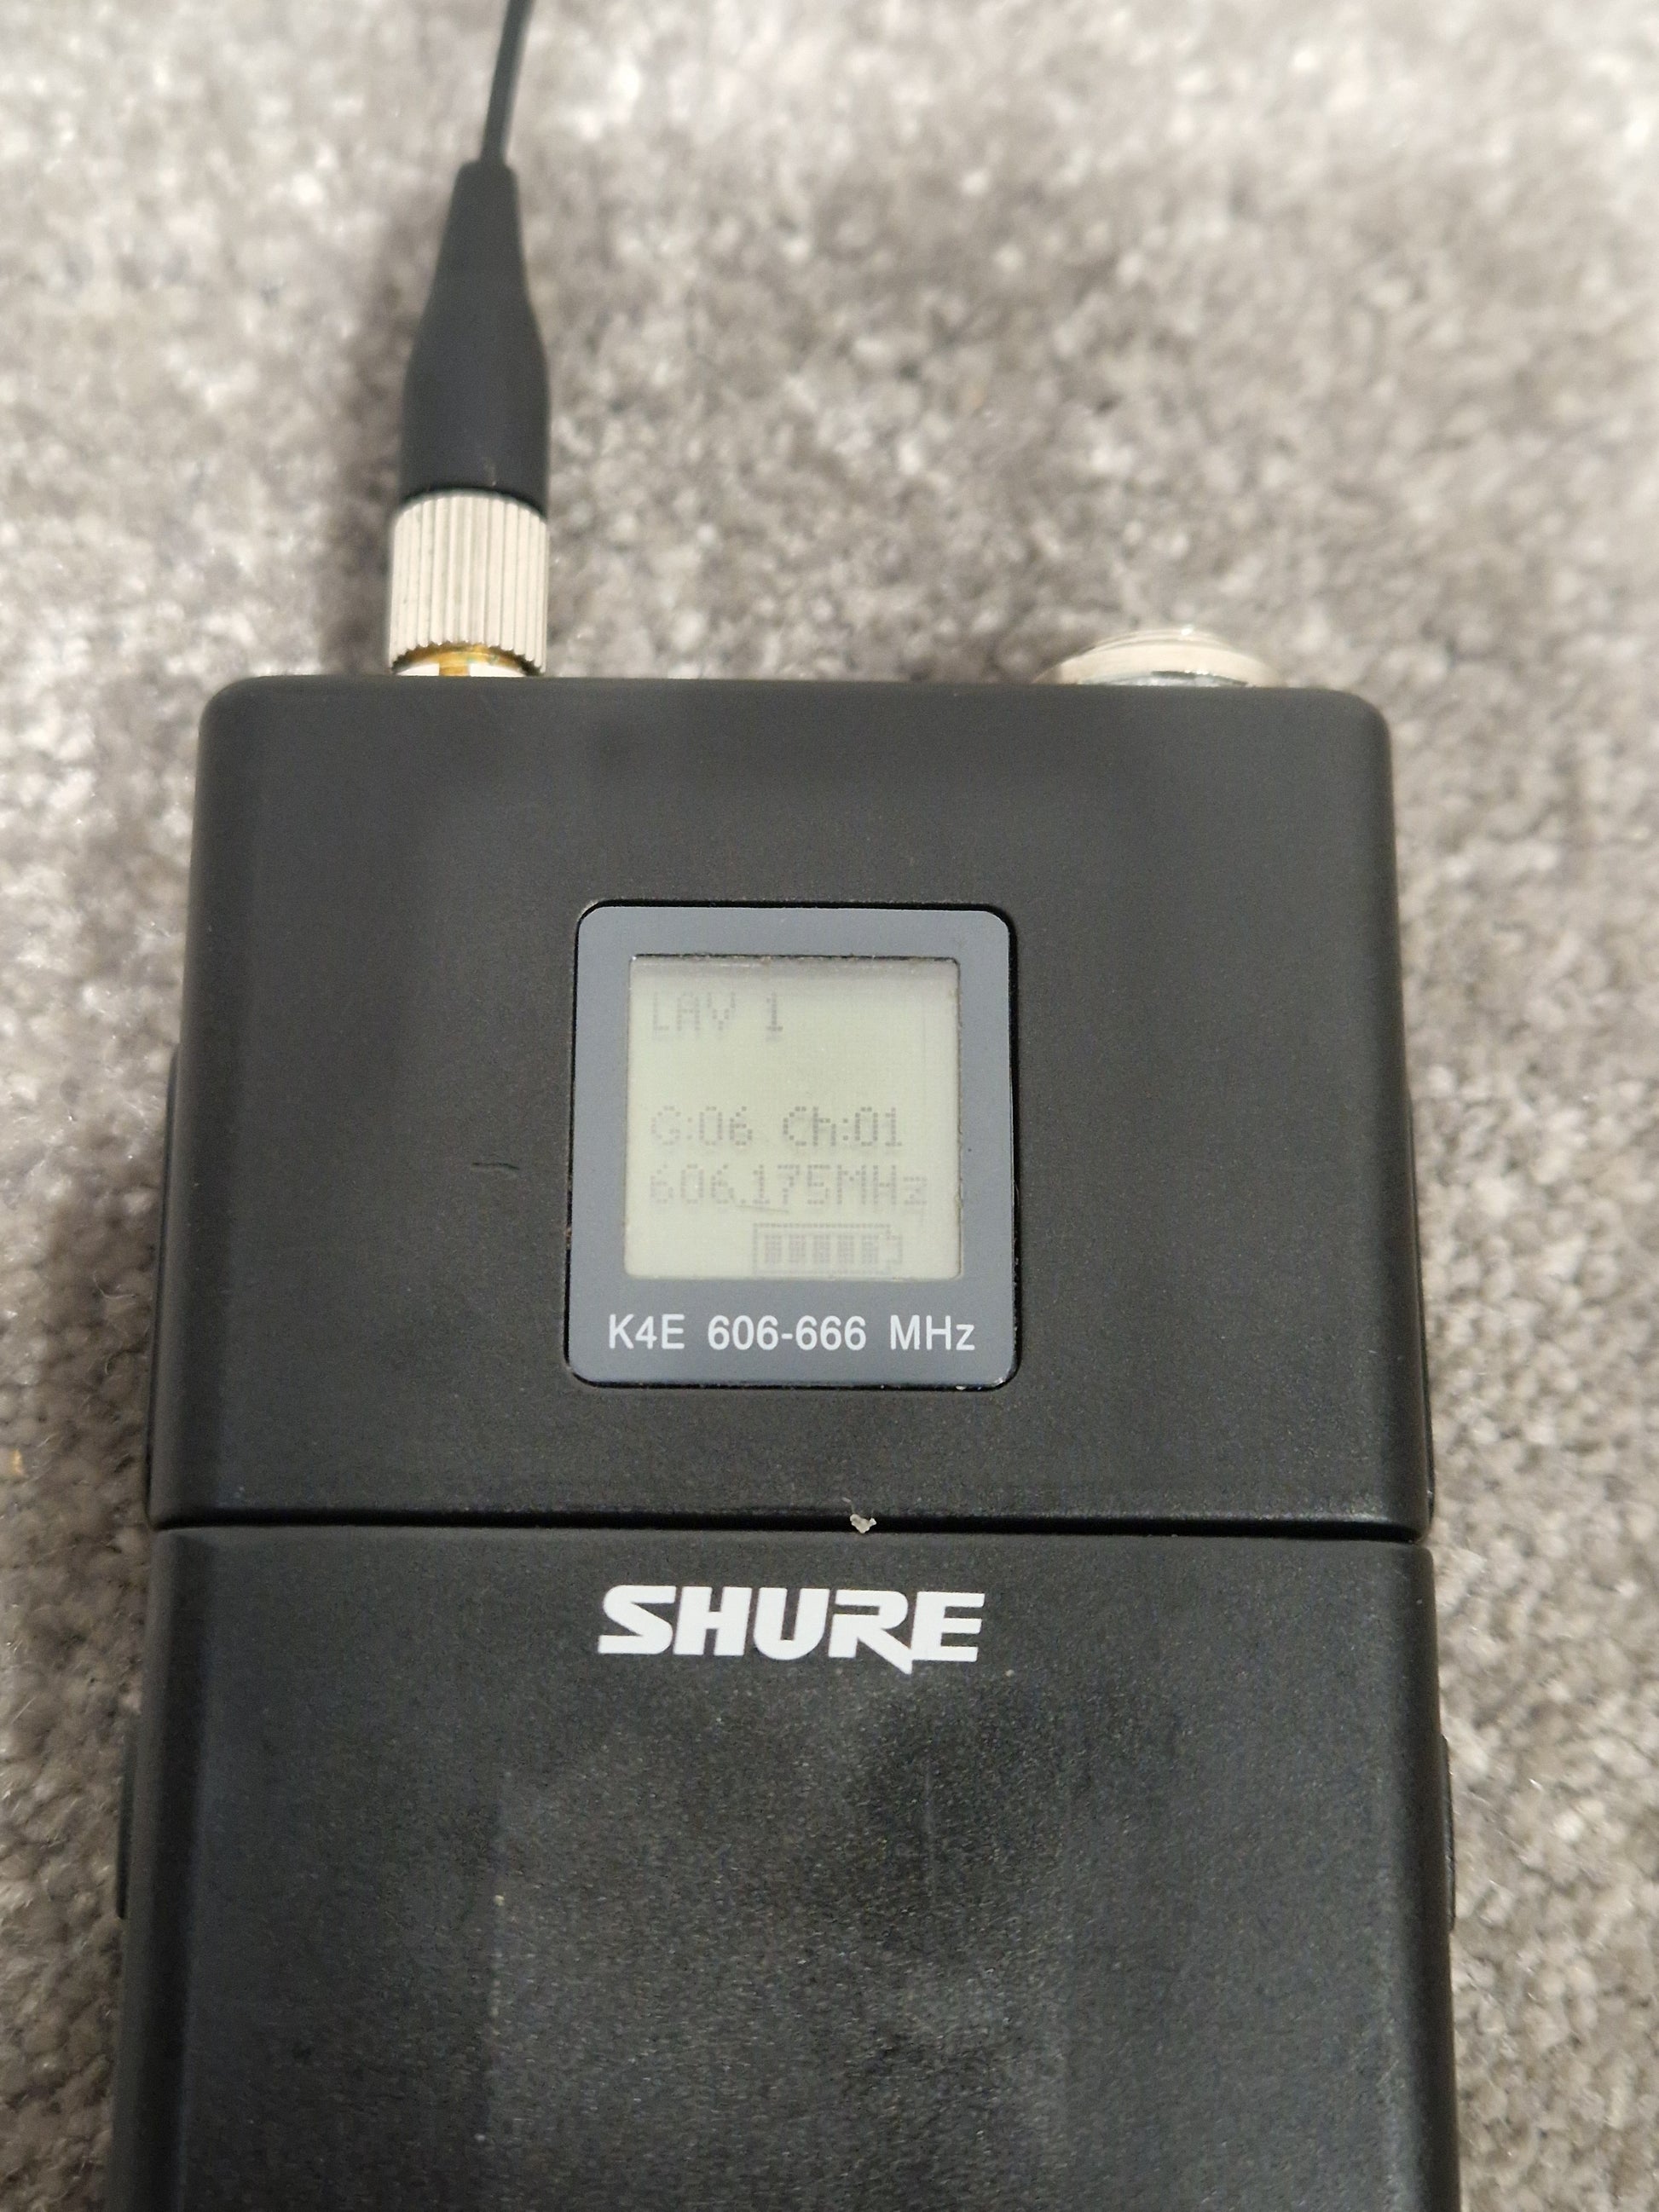 LAV 1
G:06 Ch:01
606.175MHz
K4E 606-666 MHz
SHURE